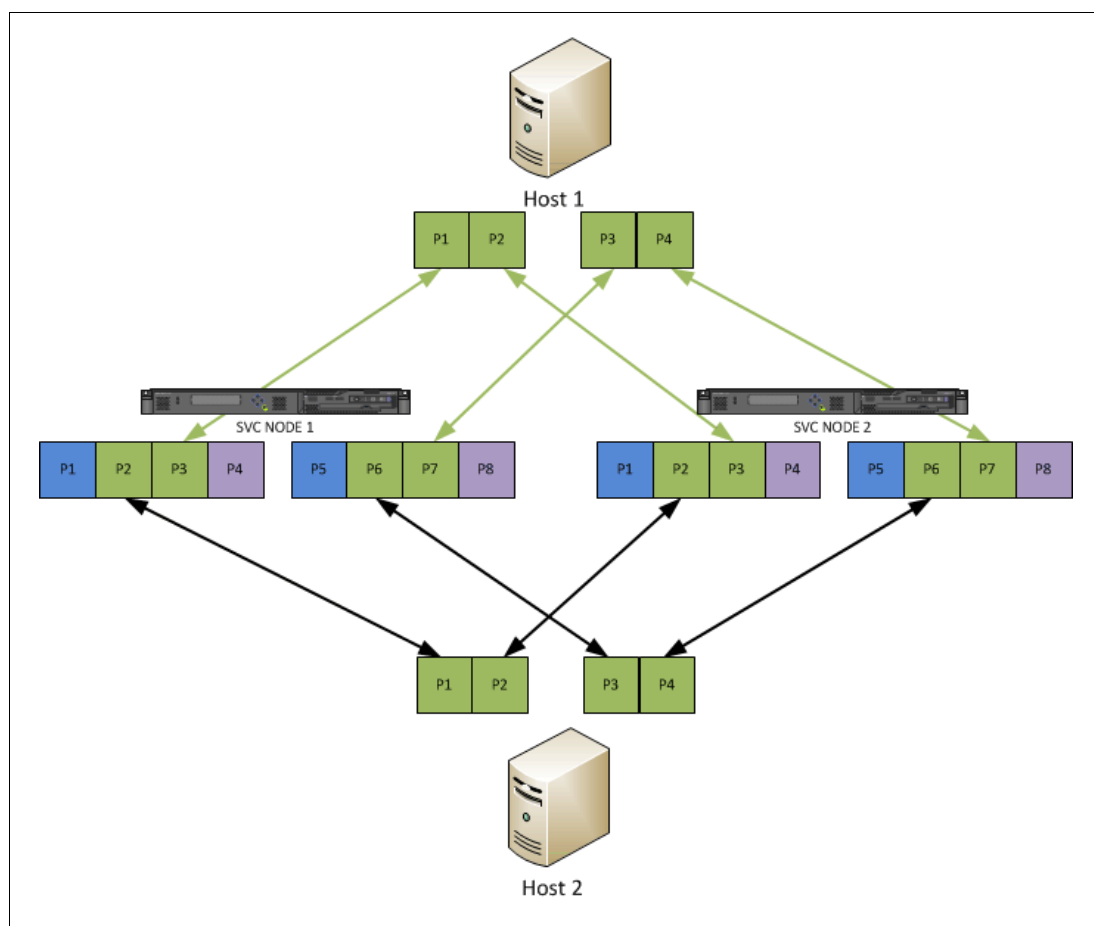 Host 1
P1 P2 P3 P4
SVC NODE 1 SVC NODE 2
P1 P2 P3 P4 P5 P6 P7 P8 P1 P2 P3 P4 P5 P6 P7 P8
P1 P2 P3 P4
Host 2